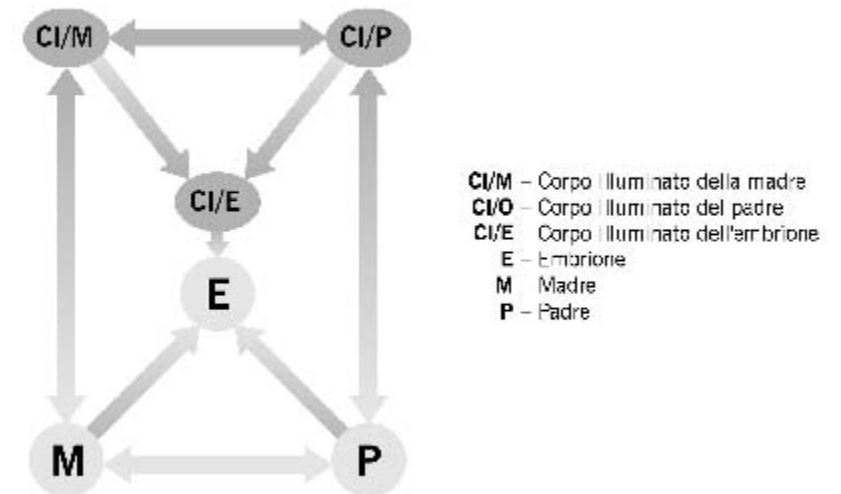 CI/M
CI/P
CI/E
E
M
P
CI/M – Corpo Illuminato della madre
CI/O – Corpo Illuminato del padre
CI/E Corpo Illuminato dell'embrione
E – Embrione
M Madre
P – Padre